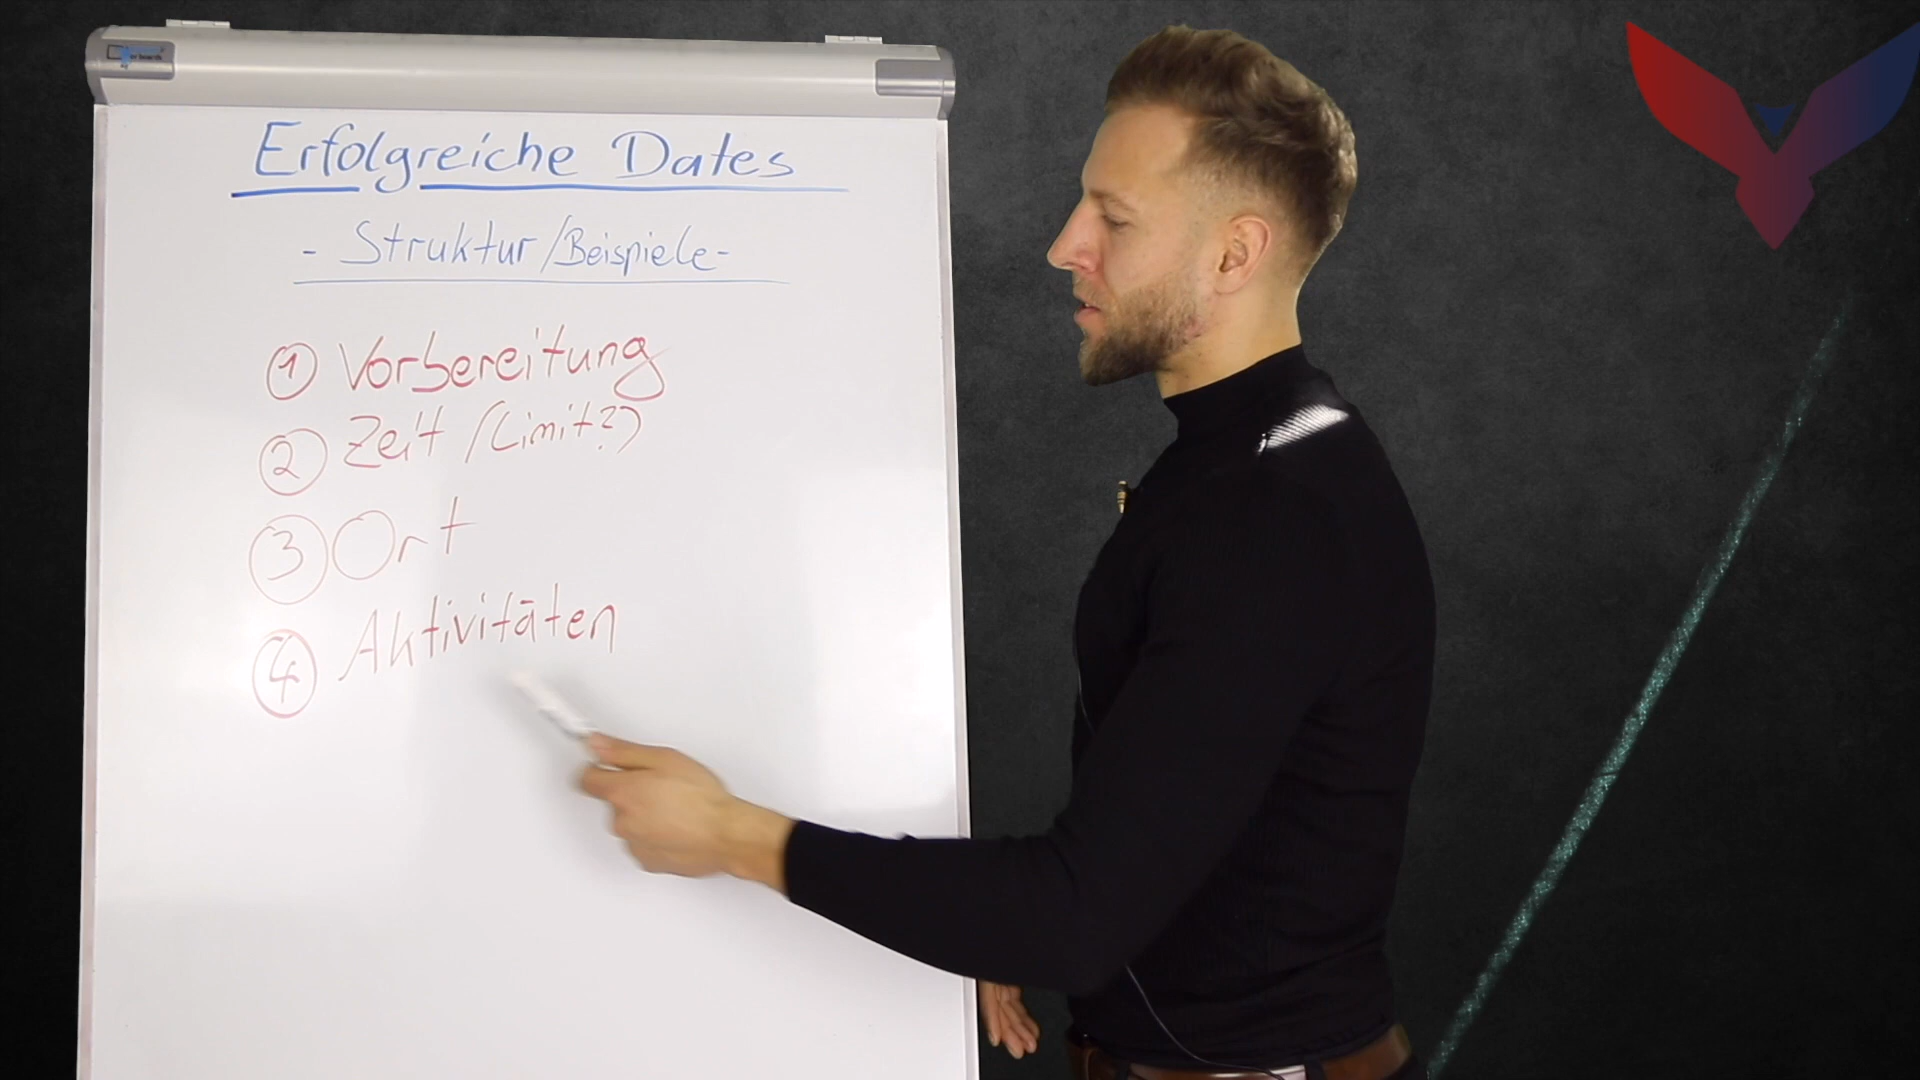 Erfolgreiche Dates
- Struktur/Beispiele -
① Vorbereitung
② Zeit /(Limit?)
③ Ort
④ Aktivitäten